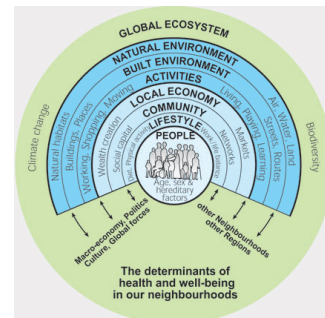 GLOBAL ECOSYSTEM
NATURAL ENVIRONMENT
BUILT ENVIRONMENT
ACTIVITIES
LOCAL ECONOMY
COMMUNITY
LIFESTYLE
PEOPLE
Climate change
Biodiversity
Natural habitats
Air, Water, Land
Buildings, Places
Streets, Routes
Working, Shopping, Moving
Living, Playing, Learning
Wealth creation
Markets
Social capital
Networks
Diet, Physical activity
Work / life balance
Age, sex &
hereditary
factors
Macro-economy, Politics
Culture, Global forces
other Neighbourhoods
other Regions
The determinants of
health and well-being
in our neighbourhoods